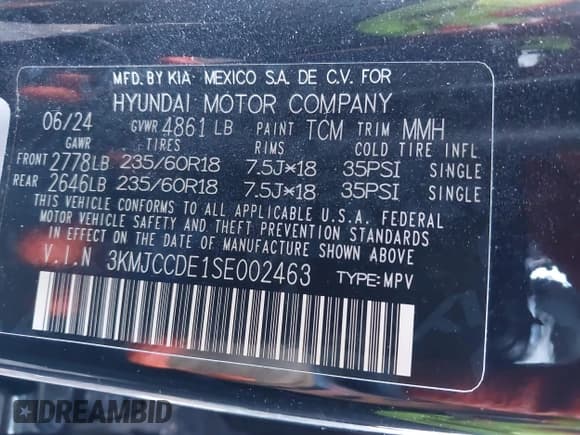 MFD. BY KIA MEXICO S.A. DE C.V. FOR
HYUNDAI MOTOR COMPANY
06/24 GVWR 4861 LB PAINT TCM TRIM MMH
GAWR TIRES RIMS COLD TIRE INFL
FRONT 2778LB 235/60R18 7.5J×18 35PSI SINGLE
REAR 2646LB 235/60R18 7.5J×18 35PSI SINGLE
THIS VEHICLE CONFORMS TO ALL APPLICABLE U.S.A. FEDERAL
MOTOR VEHICLE SAFETY AND THEFT PREVENTION STANDARDS
IN EFFECT ON THE DATE OF MANUFACTURE SHOWN ABOVE
V.I.N 3KMJCCDE1SE002463 TYPE:MPV
DREAMBID